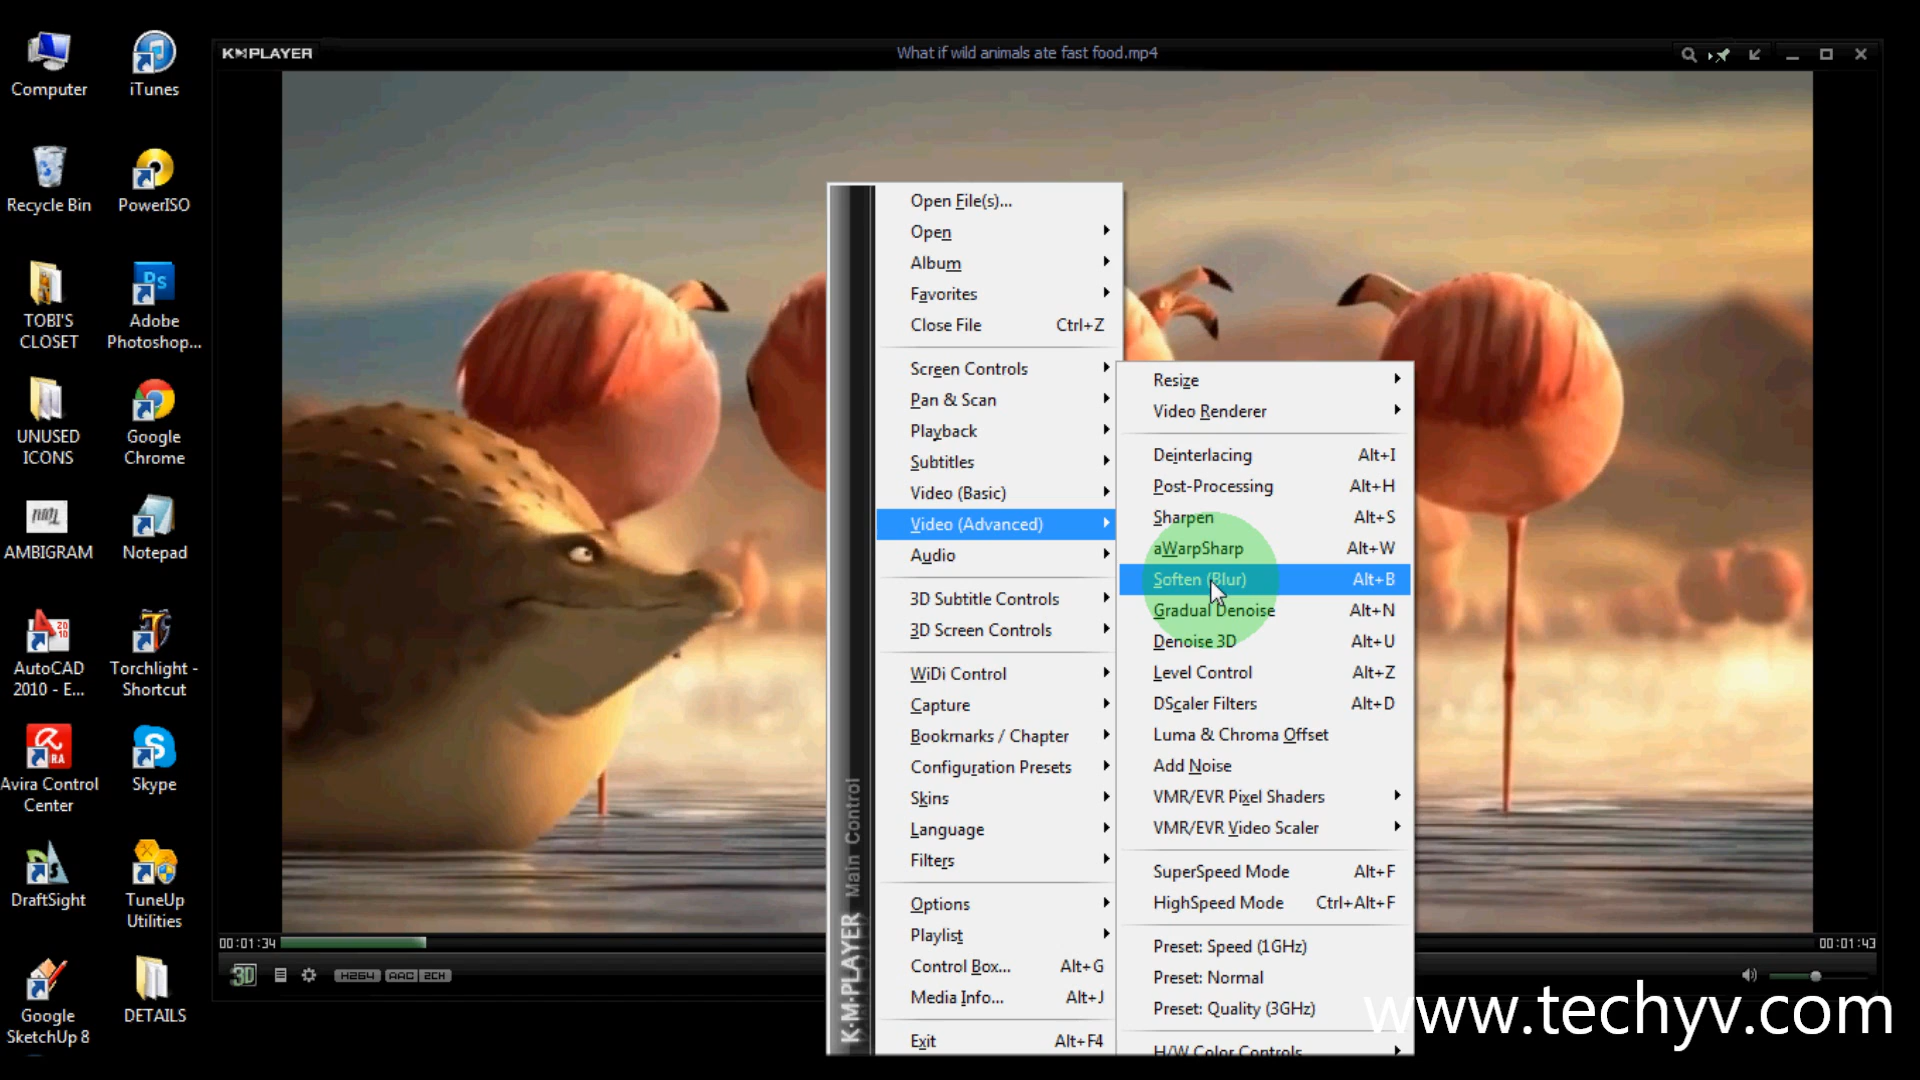 Computer
iTunes
Recycle Bin
PowerISO
TOBI'S
CLOSET
Adobe
Photoshop...
UNUSED
ICONS
Google
Chrome
AMBIGRAM
Notepad
AutoCAD
2010 - E...
Torchlight -
Shortcut
Avira Control
Center
Skype
DraftSight
TuneUp
Utilities
Google
SketchUp 8
DETAILS
KMPLAYER
What if wild animals ate fast food.mp4
Open File(s)...
Open
Album
Favorites
Close File Ctrl+Z
Screen Controls
Pan & Scan
Playback
Subtitles
Video (Basic)
Video (Advanced)
Audio
3D Subtitle Controls
3D Screen Controls
WiDi Control
Capture
Bookmarks / Chapter
Configuration Presets
Skins
Language
Filters
Options
Playlist
Control Box... Alt+G
Media Info... Alt+J
Exit Alt+F4
K·M·PLAYER Main Control
Resize
Video Renderer
Deinterlacing Alt+I
Post-Processing Alt+H
Sharpen Alt+S
aWarpSharp Alt+W
Soften (Blur) Alt+B
Gradual Denoise Alt+N
Denoise 3D Alt+U
Level Control Alt+Z
DScaler Filters Alt+D
Luma & Chroma Offset
Add Noise
VMR/EVR Pixel Shaders
VMR/EVR Video Scaler
SuperSpeed Mode Alt+F
HighSpeed Mode Ctrl+Alt+F
Preset: Speed (1GHz)
Preset: Normal
Preset: Quality (3GHz)
H/W Color Controls
00:01:34
00:01:43
3D
H264 AAC 2CH
www.techyv.com